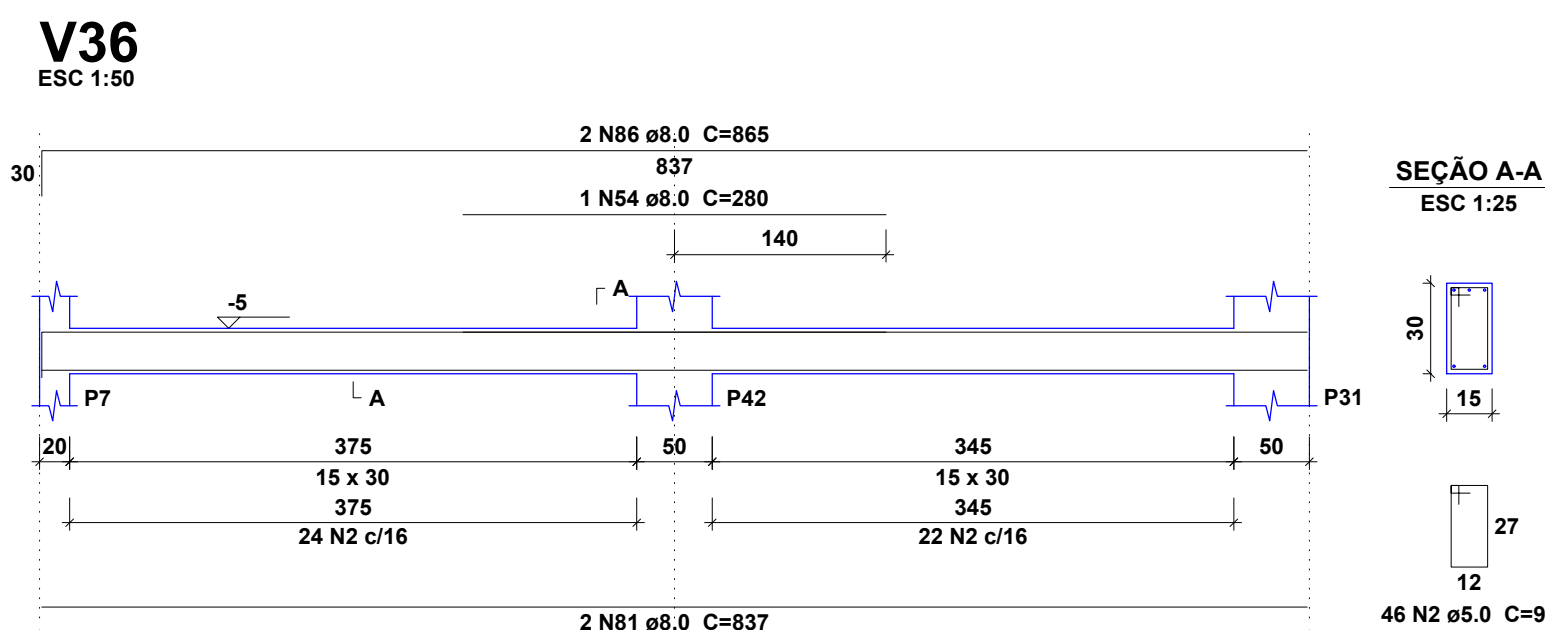 V36
ESC 1:50
2 N86 ø8.0 C=865
30
837
1 N54 ø8.0 C=280
140
SEÇÃO A-A
ESC 1:25
A
-5
30
15
A
P7
P42
P31
20
375
50
345
50
15 x 30
15 x 30
375
345
24 N2 c/16
22 N2 c/16
27
12
46 N2 ø5.0 C=9
2 N81 ø8.0 C=837